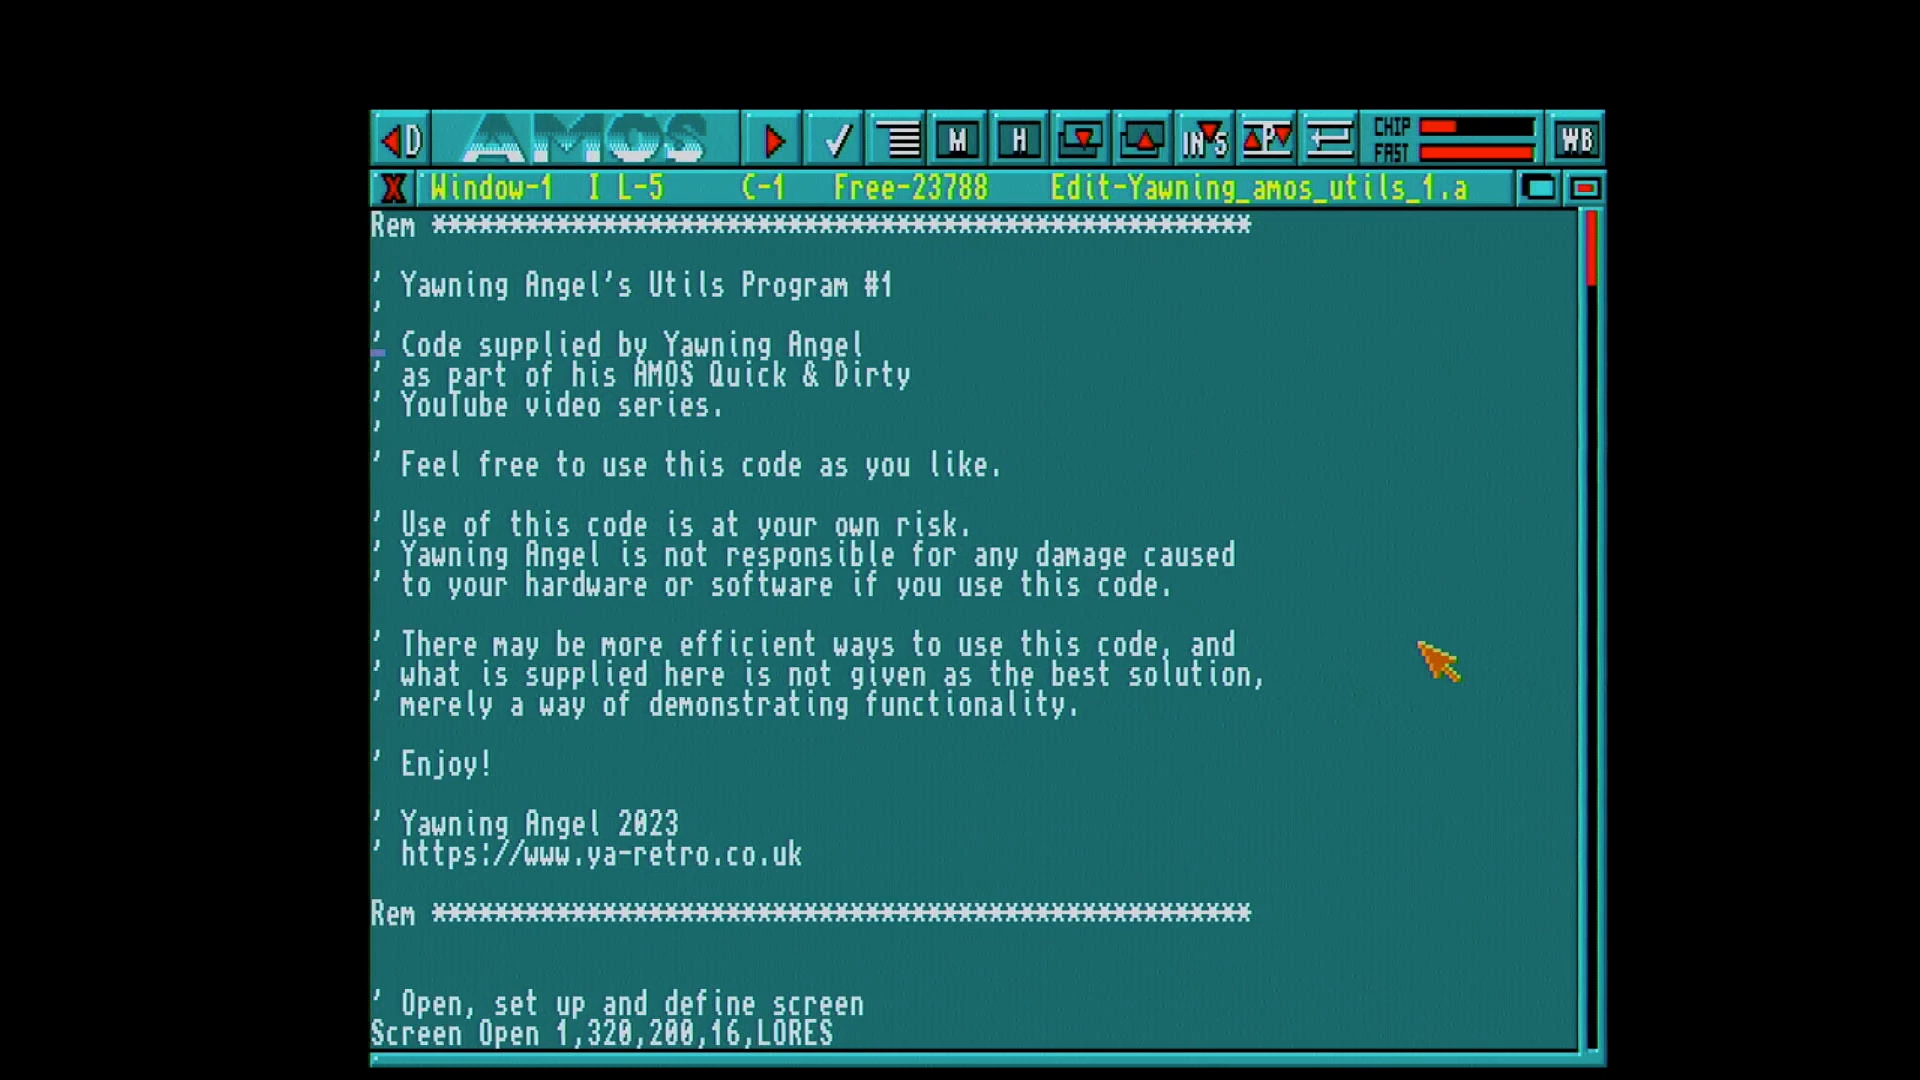 D AMOS M H INS P CHIP FAST WB
X Window-1 I L-5 C-1 Free-23788 Edit-Yawning_amos_utils_1.a
Rem *****************************************************
' Yawning Angel's Utils Program #1
'
' Code supplied by Yawning Angel
' as part of his AMOS Quick & Dirty
' YouTube video series.
'
' Feel free to use this code as you like.
' Use of this code is at your own risk.
' Yawning Angel is not responsible for any damage caused
' to your hardware or software if you use this code.
' There may be more efficient ways to use this code, and
' what is supplied here is not given as the best solution,
' merely a way of demonstrating functionality.
' Enjoy!
' Yawning Angel 2023
' https://www.ya-retro.co.uk
Rem *****************************************************
' Open, set up and define screen
Screen Open 1,320,200,16,LORES